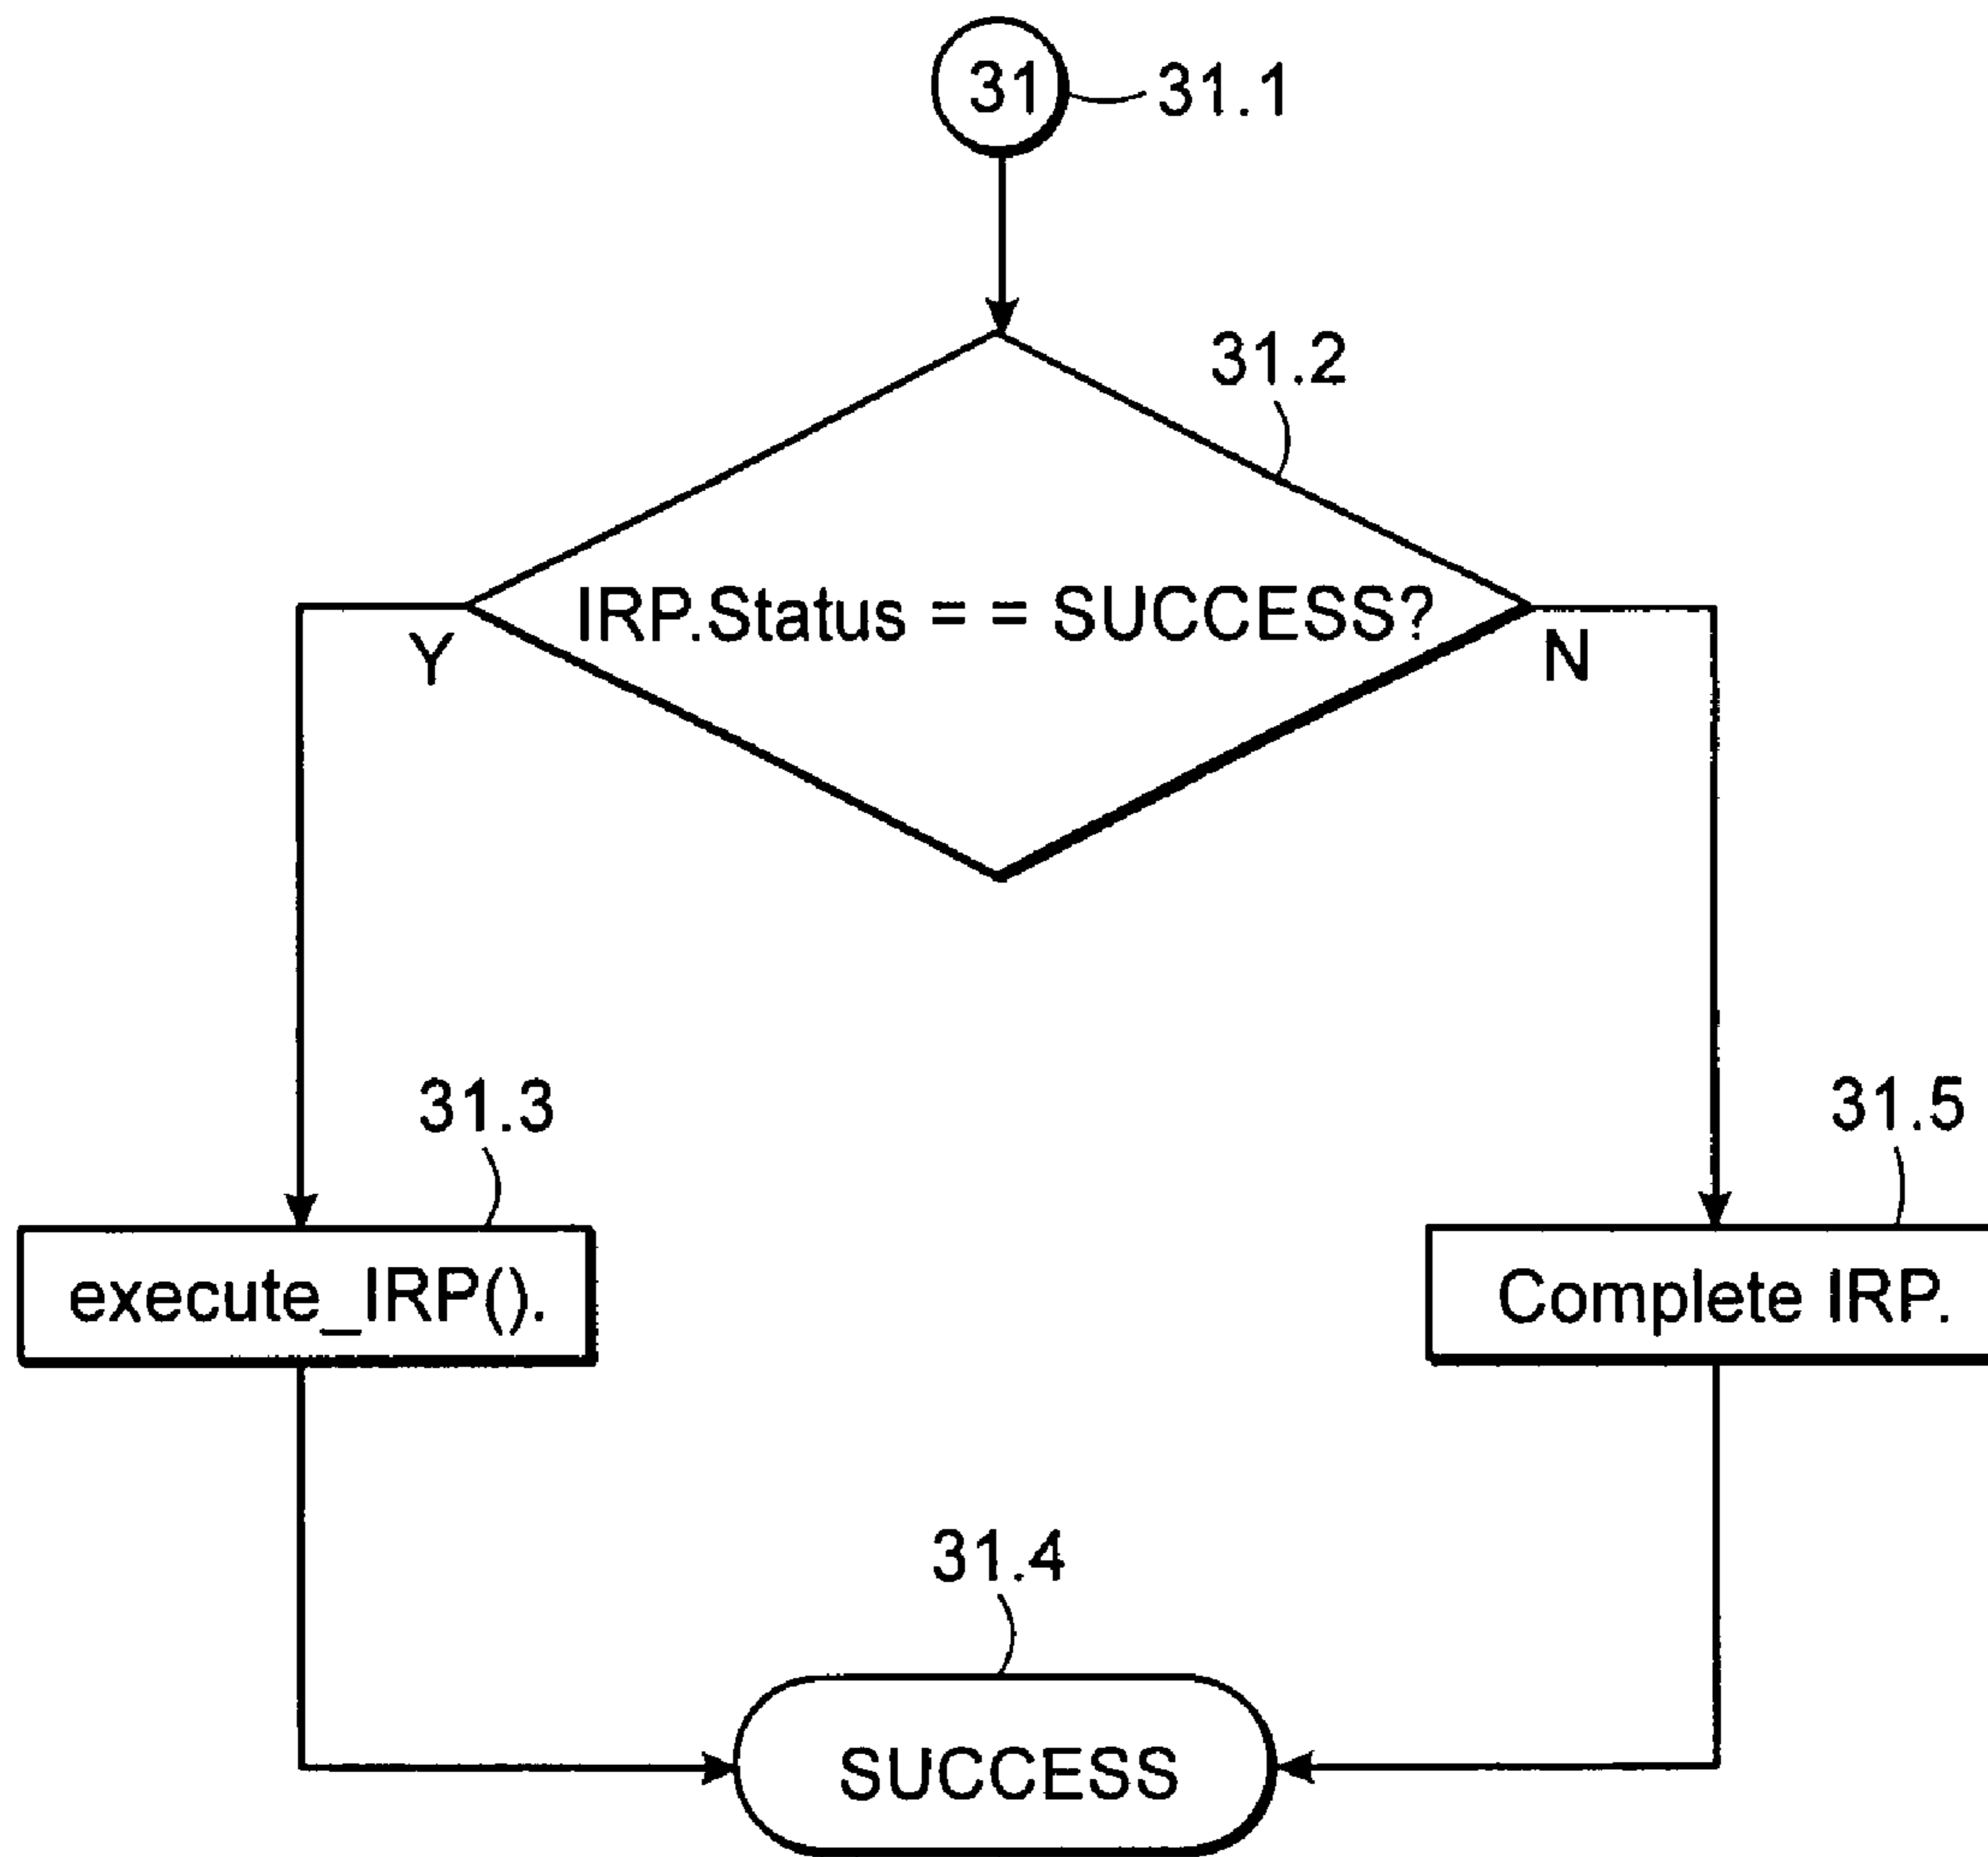 31
31.1
31.2
IRP.Status = = SUCCESS?
Y
N
31.3
31.5
execute_IRP().
Complete IRP.
31.4
SUCCESS